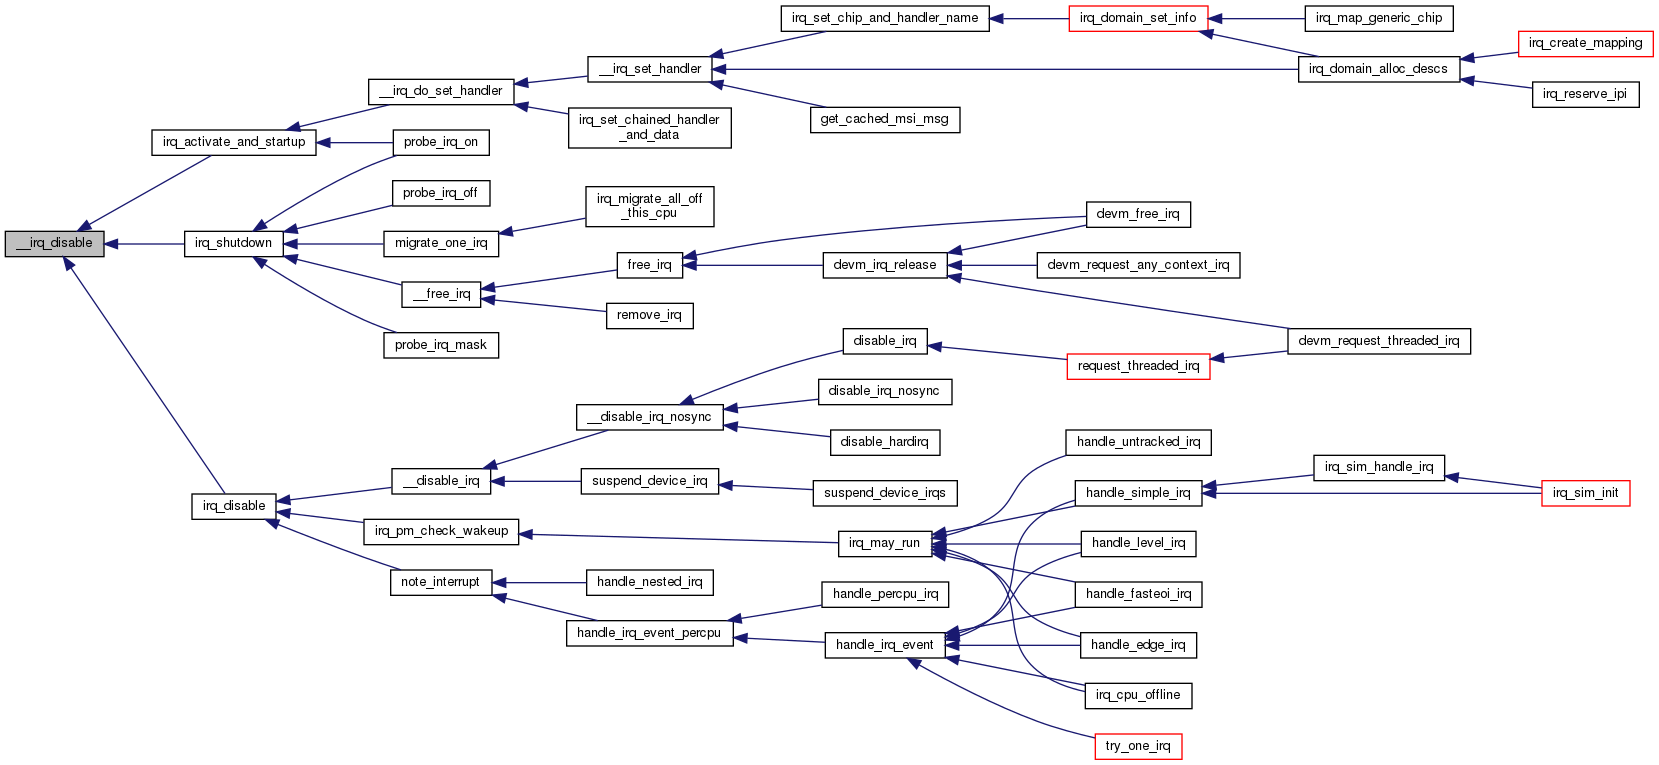 irq_set_chip_and_handler_name
irq_domain_set_info
irq_map_generic_chip
irq_create_mapping
__irq_set_handler
irq_domain_alloc_descs
__irq_do_set_handler
irq_reserve_ipi
irq_set_chained_handler
_and_data
get_cached_msi_msg
irq_activate_and_startup
probe_irq_on
probe_irq_off
irq_migrate_all_off
_this_cpu
devm_free_irq
__irq_disable
irq_shutdown
migrate_one_irq
free_irq
devm_irq_release
devm_request_any_context_irq
__free_irq
remove_irq
probe_irq_mask
disable_irq
devm_request_threaded_irq
request_threaded_irq
disable_irq_nosync
__disable_irq_nosync
disable_hardirq
handle_untracked_irq
irq_sim_handle_irq
__disable_irq
suspend_device_irq
suspend_device_irqs
handle_simple_irq
irq_sim_init
irq_disable
irq_pm_check_wakeup
irq_may_run
handle_level_irq
note_interrupt
handle_nested_irq
handle_percpu_irq
handle_fasteoi_irq
handle_irq_event_percpu
handle_irq_event
handle_edge_irq
irq_cpu_offline
try_one_irq